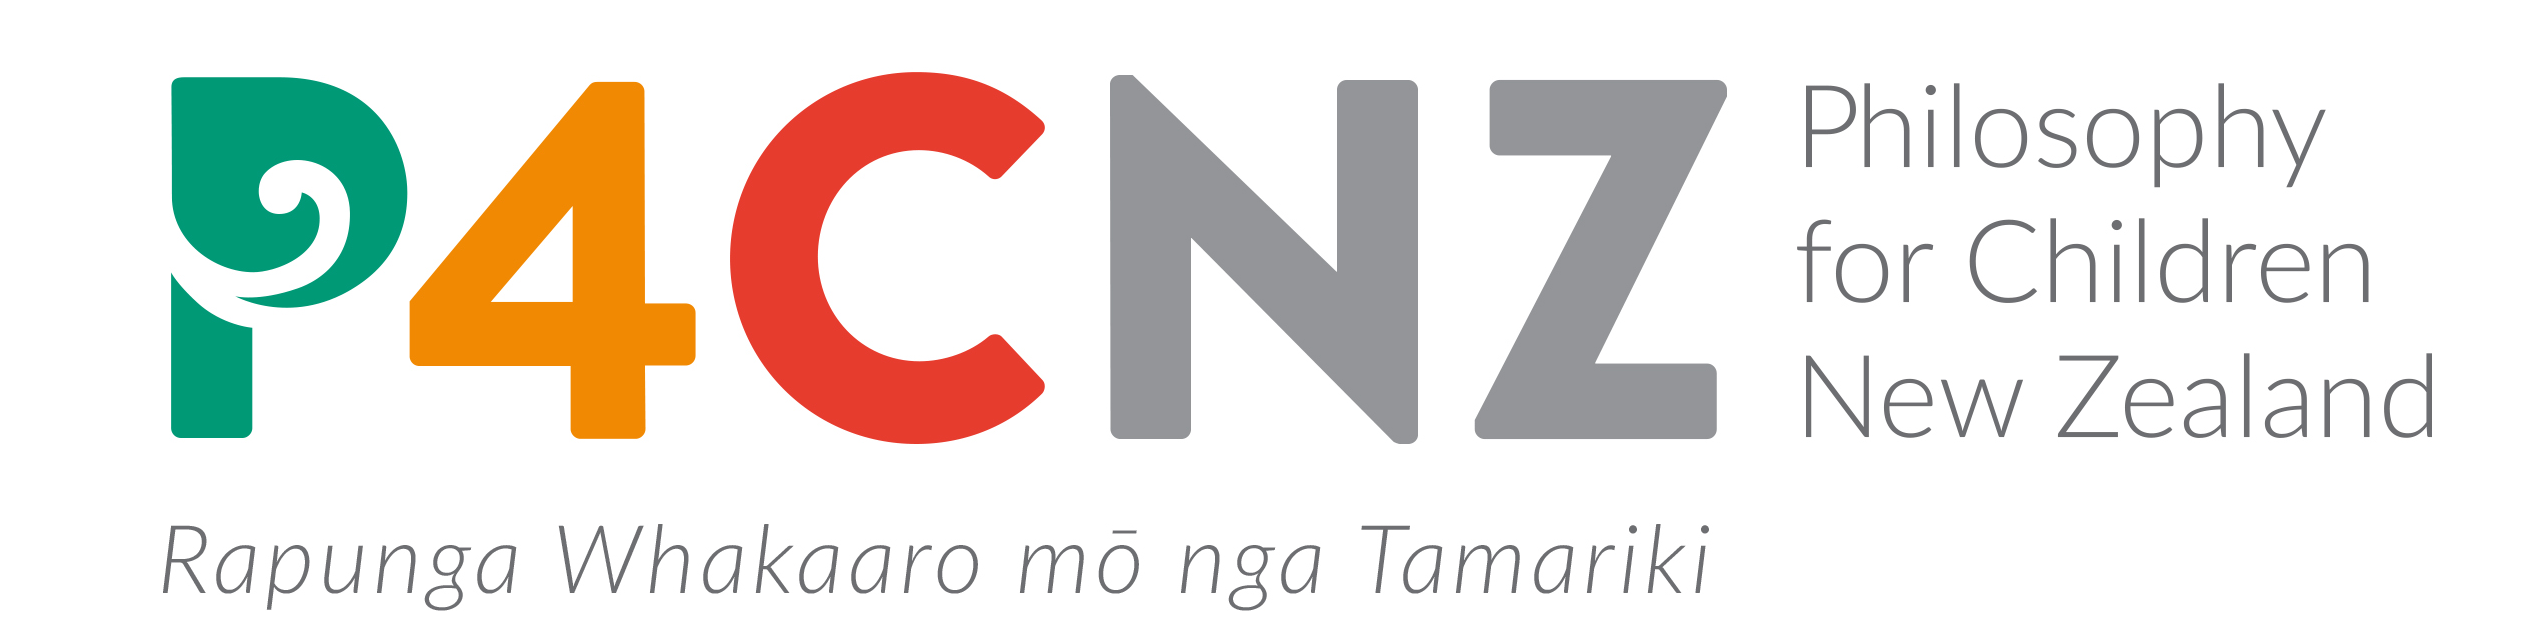 P4CNZ
Philosophy
for Children
New Zealand
Rapunga Whakaaro mō nga Tamariki